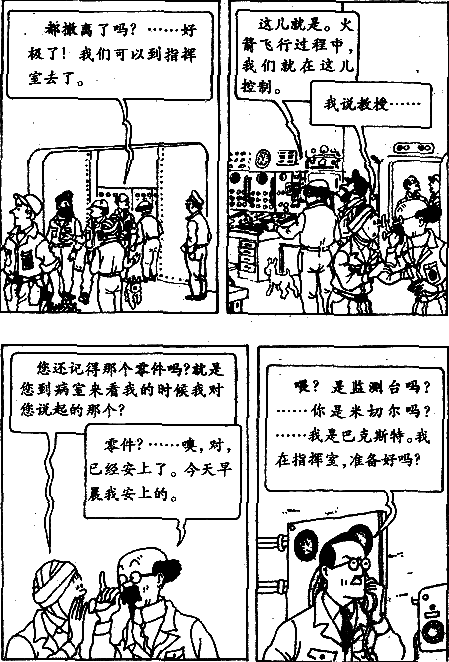 都撤离了吗？……好
极了！我们可以到指挥
室去了。
这儿就是。火
箭飞行过程中，
我们就在这儿
控制。
我说教授……
您还记得那个零件吗？就是
您到病室来看我的时候我对
您说起的那个？
零件？……噢，对，
已经安上了。今天早
晨我安上的。
喂？是监测台吗？
……你是米切尔吗？
……我是巴克斯特。我
在指挥室，准备好吗？